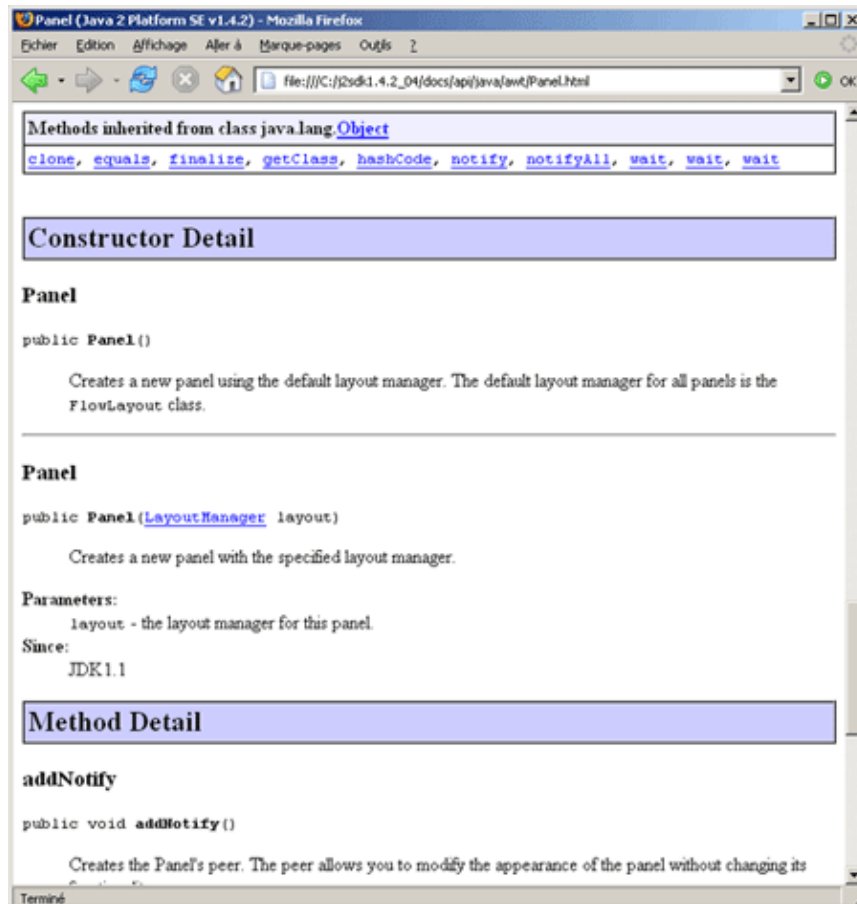 Panel (Java 2 Platform SE v1.4.2) - Mozilla Firefox
Fichier Edition Affichage Aller à Marque-pages Outils ?
file:///C:/j2sdk1.4.2_04/docs/api/java/awt/Panel.html OK
Methods inherited from class java.lang.Object
clone, equals, finalize, getClass, hashCode, notify, notifyAll, wait, wait, wait
Constructor Detail
Panel
public Panel()
Creates a new panel using the default layout manager. The default layout manager for all panels is the
FlowLayout class.
Panel
public Panel(LayoutManager layout)
Creates a new panel with the specified layout manager.
Parameters:
layout - the layout manager for this panel.
Since:
JDK1.1
Method Detail
addNotify
public void addNotify()
Creates the Panel's peer. The peer allows you to modify the appearance of the panel without changing its
Terminé